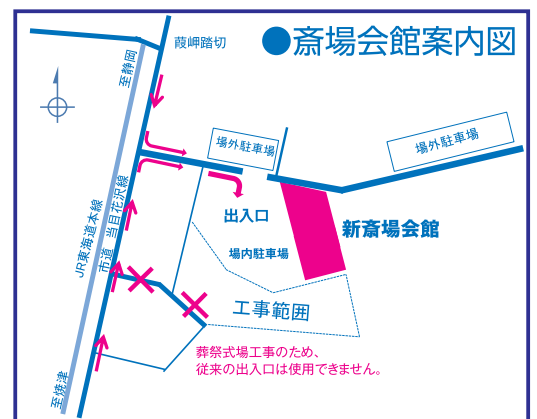 ●斎場会館案内図
葭岬踏切
至静岡
場外駐車場
場外駐車場
出入口
新斎場会館
場内駐車場
JR東海道本線
市道 当目花沢線
工事範囲
葬祭式場工事のため、
従来の出入口は使用できません。
至焼津